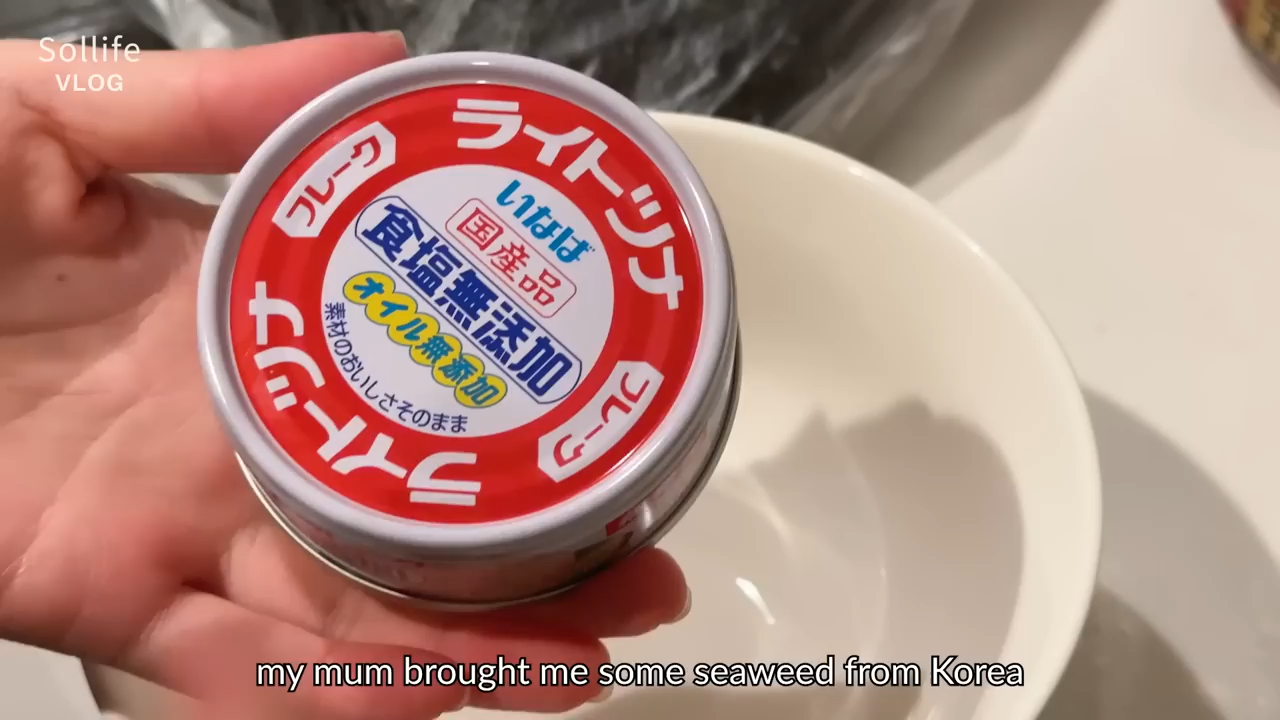 Sollife
VLOG
ライトツナ
フレーク
いなば
国産品
食塩無添加
オイル無添加
素材のおいしさそのまま
フレーク
ライトツナ
my mum brought me some seaweed from Korea